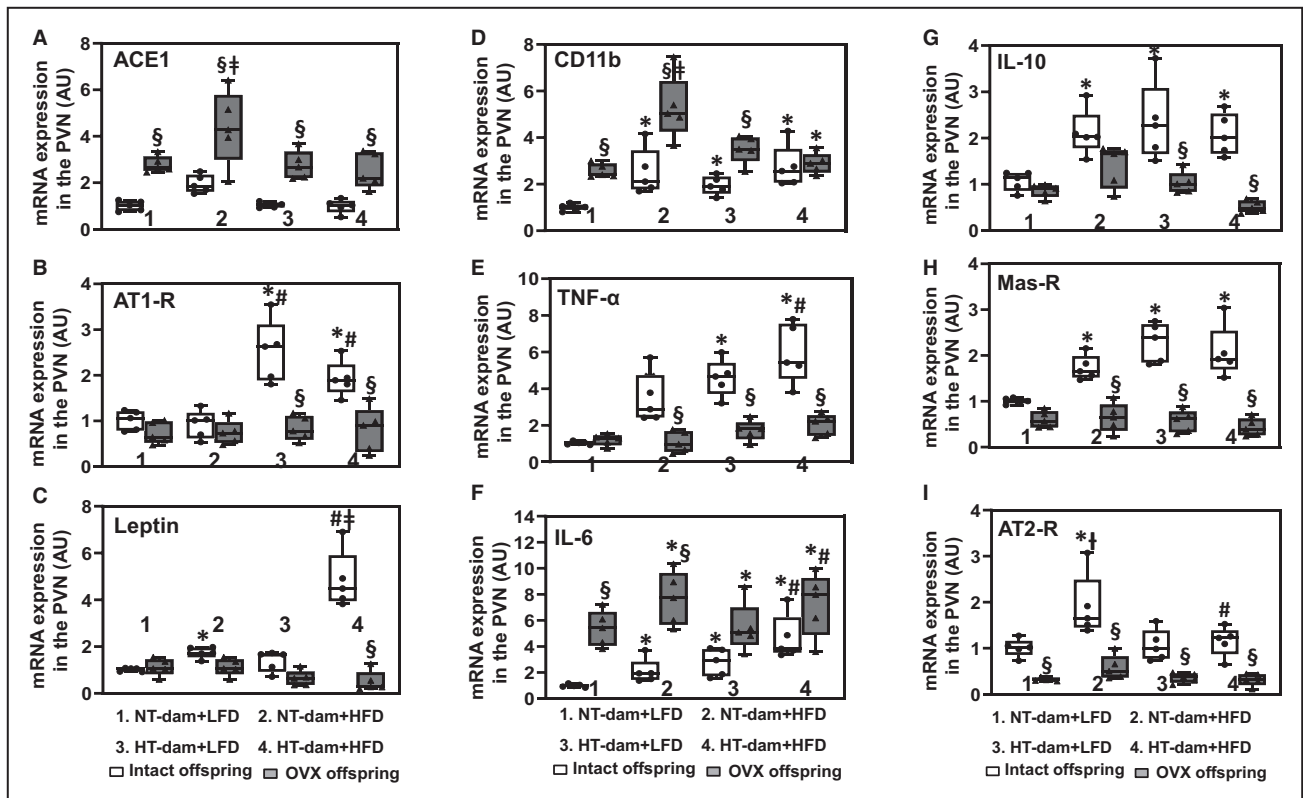 A
ACE1
mRNA expression
in the PVN (AU)
8
6
4
2
0
§
§ ‡
§
§
1
2
3
4
B
AT1-R
mRNA expression
in the PVN (AU)
4
3
2
1
0
*#
*#
§
§
1
2
3
4
C
Leptin
mRNA expression
in the PVN (AU)
8
6
4
2
0
1
2
3
4
*
#‡
§
1. NT-dam+LFD
2. NT-dam+HFD
3. HT-dam+LFD
4. HT-dam+HFD
Intact offspring
OVX offspring
D
CD11b
mRNA expression
in the PVN (AU)
8
6
4
2
0
§
*
§‡
*
§
*
*
1
2
3
4
E
TNF-α
mRNA expression
in the PVN (AU)
10
8
6
4
2
0
§
*
§
*#
§
1
2
3
4
F
IL-6
mRNA expression
in the PVN (AU)
14
12
10
8
6
4
2
0
§
*
*§
*
*
*#
*#
1
2
3
4
1. NT-dam+LFD
2. NT-dam+HFD
3. HT-dam+LFD
4. HT-dam+HFD
Intact offspring
OVX offspring
G
IL-10
mRNA expression
in the PVN (AU)
4
3
2
1
0
*
*
§
*
§
1
2
3
4
H
Mas-R
mRNA expression
in the PVN (AU)
4
3
2
1
0
*
§
*
§
*
§
1
2
3
4
I
AT2-R
mRNA expression
in the PVN (AU)
4
3
2
1
0
§
*†
§
§
#
§
1
2
3
4
1. NT-dam+LFD
2. NT-dam+HFD
3. HT-dam+LFD
4. HT-dam+HFD
Intact offspring
OVX offspring